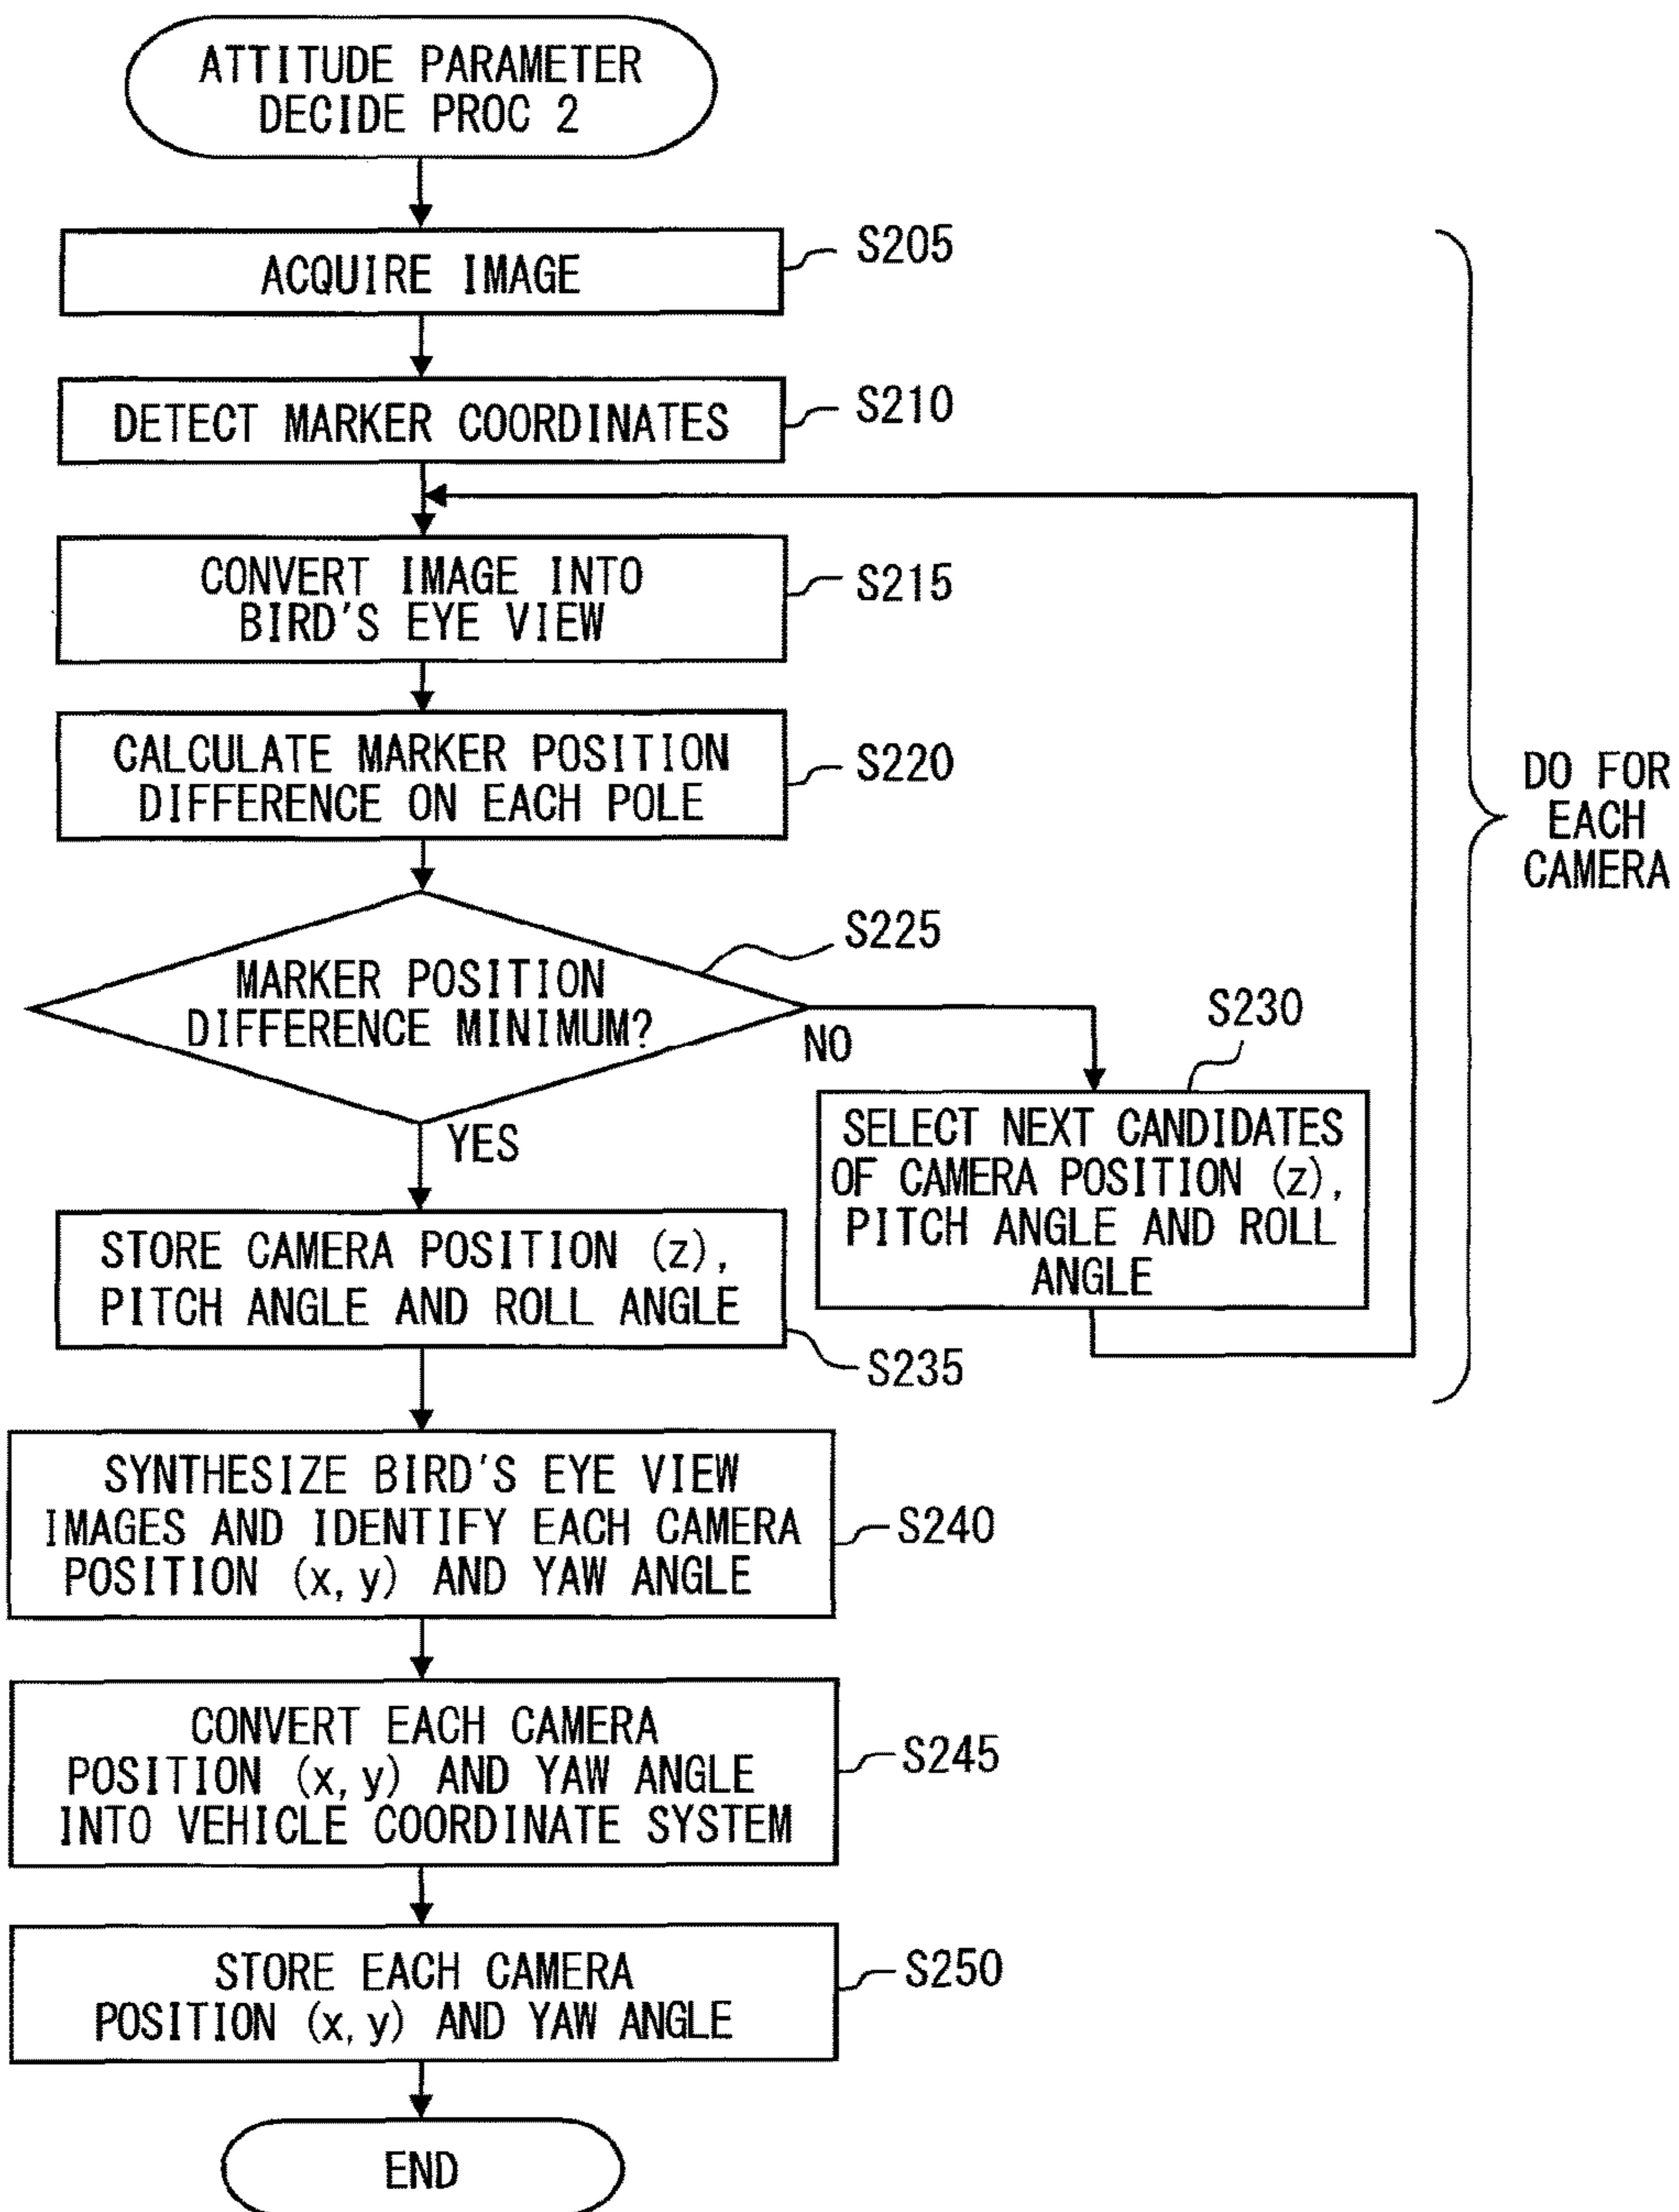 ATTITUDE PARAMETER
DECIDE PROC 2
ACQUIRE IMAGE
S205
DETECT MARKER COORDINATES
S210
CONVERT IMAGE INTO
BIRD'S EYE VIEW
S215
CALCULATE MARKER POSITION
DIFFERENCE ON EACH POLE
S220
DO FOR
EACH
CAMERA
MARKER POSITION
DIFFERENCE MINIMUM?
S225
NO
YES
S230
SELECT NEXT CANDIDATES
OF CAMERA POSITION (z),
PITCH ANGLE AND ROLL
ANGLE
STORE CAMERA POSITION (z),
PITCH ANGLE AND ROLL ANGLE
S235
SYNTHESIZE BIRD'S EYE VIEW
IMAGES AND IDENTIFY EACH CAMERA
POSITION (x, y) AND YAW ANGLE
S240
CONVERT EACH CAMERA
POSITION (x, y) AND YAW ANGLE
INTO VEHICLE COORDINATE SYSTEM
S245
STORE EACH CAMERA
POSITION (x, y) AND YAW ANGLE
S250
END